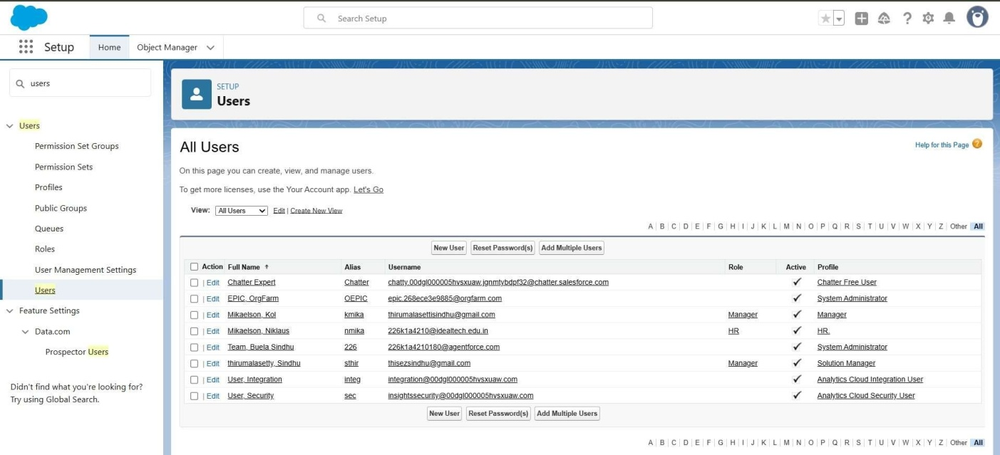 Search Setup
Setup Home Object Manager
users
Users
Permission Set Groups
Permission Sets
Profiles
Public Groups
Queues
Roles
User Management Settings
Users
Feature Settings
Data.com
Prospector Users
Didn't find what you're looking for?
Try using Global Search.
SETUP
Users
All Users
Help for this Page ?
On this page you can create, view, and manage users.
To get more licenses, use the Your Account app. Let's Go
View: All Users Edit | Create New View
A | B | C | D | E | F | G | H | I | J | K | L | M | N | O | P | Q | R | S | T | U | V | W | X | Y | Z | Other All
New User Reset Password(s) Add Multiple Users
Action Full Name ↑ Alias Username Role Active Profile
| Edit Chatter Expert Chatter chatty.00dgl000005hvsxuaw.jgnmtybdpf32@chatter.salesforce.com Chatter Free User
| Edit EPIC, OrgFarm OEPIC epic.268ece3e9885@orgfarm.com System Administrator
| Edit Mikaelson, Kol kmika thirumalasettisindhu@gmail.com Manager Manager
| Edit Mikaelson, Niklaus nmika 226k1a4210@idealtech.edu.in HR HR.
| Edit Team, Buela Sindhu 226 226k1a4210180@agentforce.com System Administrator
| Edit thirumalasetty, Sindhu sthir thisezsindhu@gmail.com Manager Solution Manager
| Edit User, Integration integ integration@00dgl000005hvsxuaw.com Analytics Cloud Integration User
| Edit User, Security sec insightssecurity@00dgl000005hvsxuaw.com Analytics Cloud Security User
New User Reset Password(s) Add Multiple Users
A | B | C | D | E | F | G | H | I | J | K | L | M | N | O | P | Q | R | S | T | U | V | W | X | Y | Z | Other All